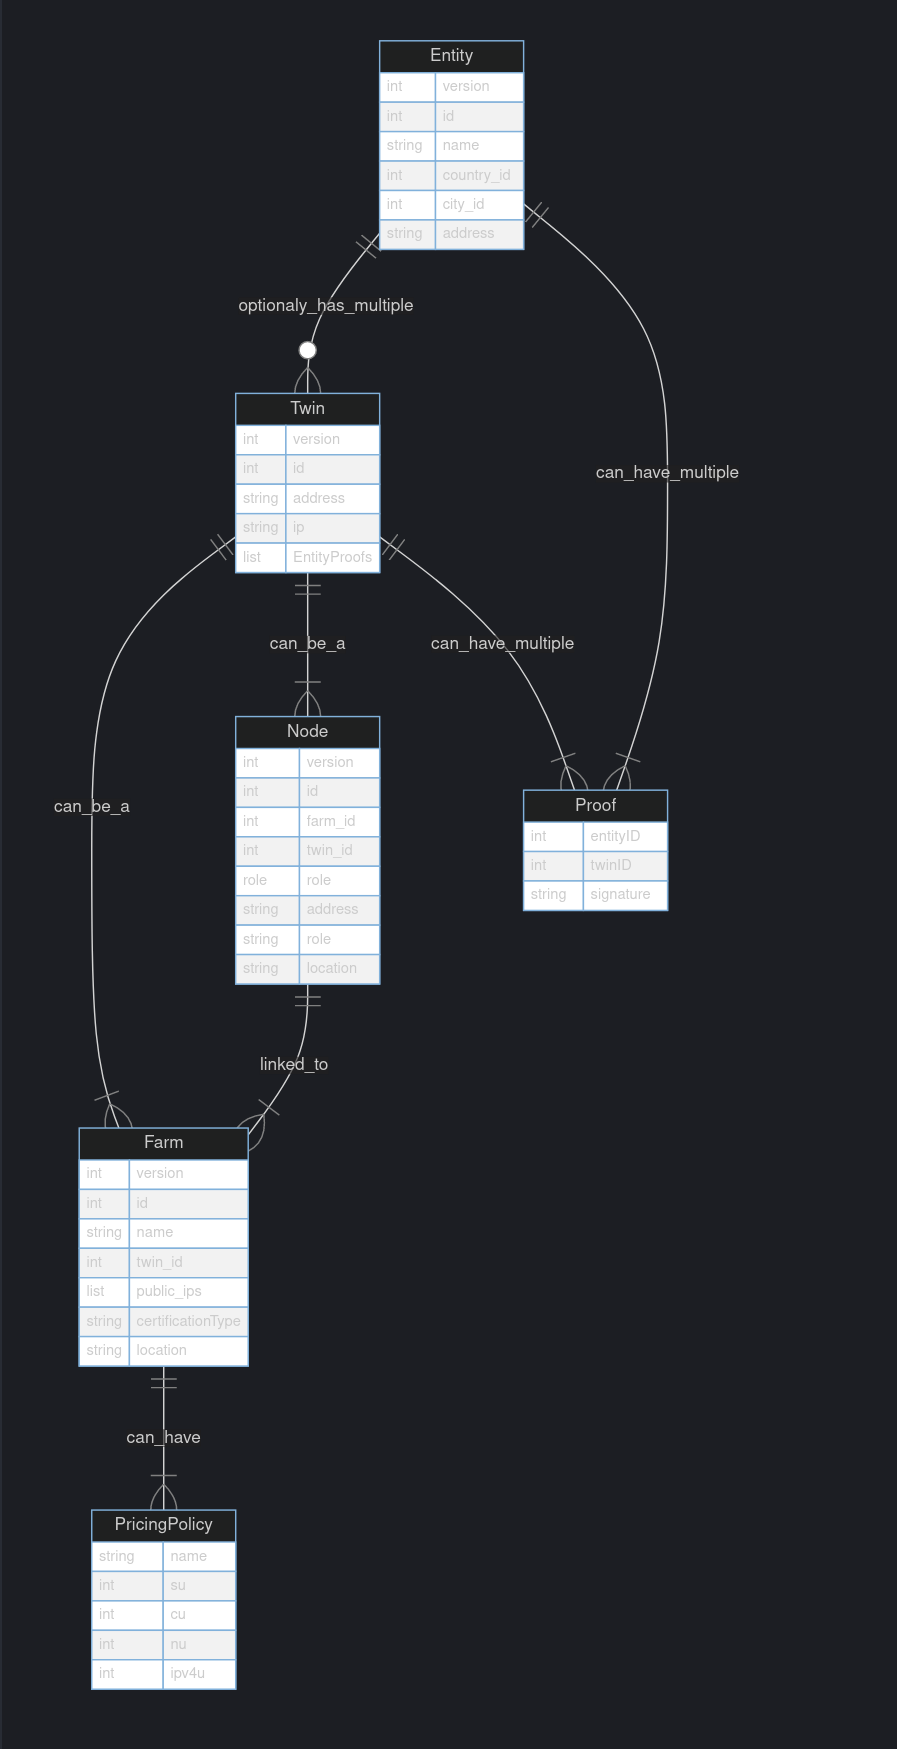 Entity
int version
int id
string name
int country_id
int city_id
string address
optionaly_has_multiple
can_have_multiple
Twin
int version
int id
string address
string ip
list EntityProofs
can_be_a
can_have_multiple
can_be_a
Node
int version
int id
int farm_id
int twin_id
role role
string address
string role
string location
Proof
int entityID
int twinID
string signature
linked_to
Farm
int version
int id
string name
int twin_id
list public_ips
string certificationType
string location
can_have
PricingPolicy
string name
int su
int cu
int nu
int ipv4u